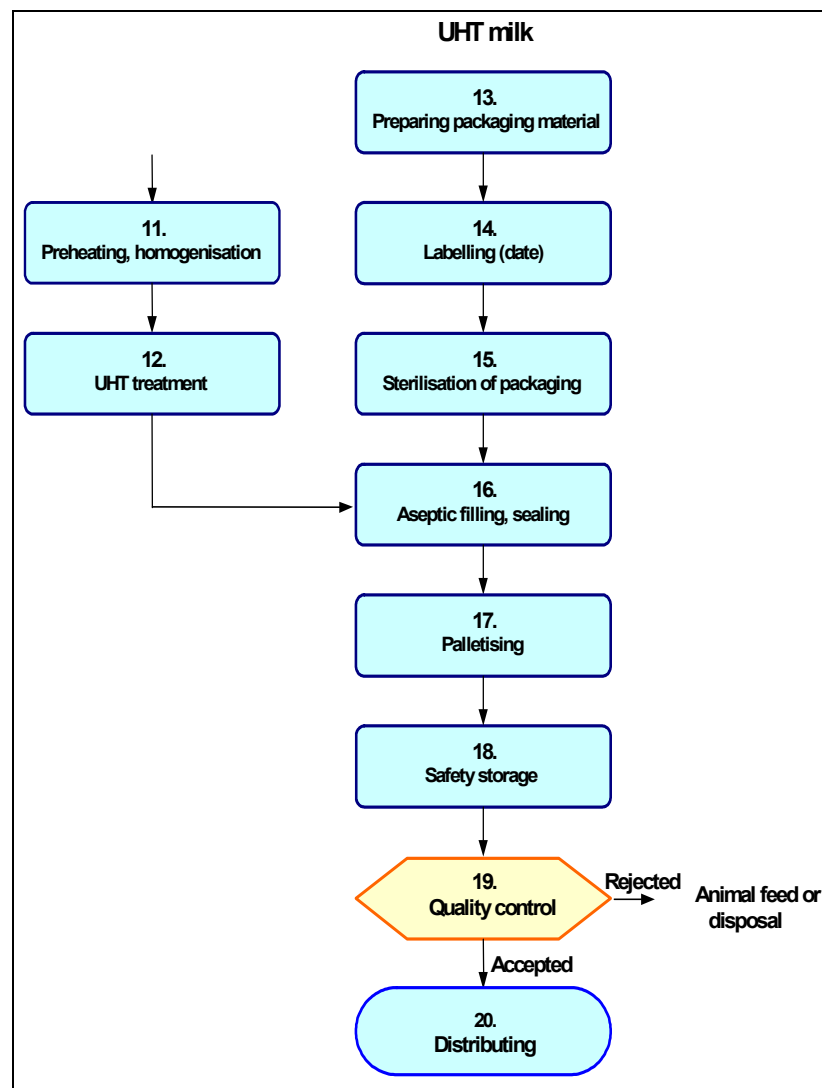 UHT milk
13.
Preparing packaging material
11.
Preheating, homogenisation
14.
Labelling (date)
12.
UHT treatment
15.
Sterilisation of packaging
16.
Aseptic filling, sealing
17.
Palletising
18.
Safety storage
19.
Quality control
Rejected
Animal feed or
disposal
Accepted
20.
Distributing